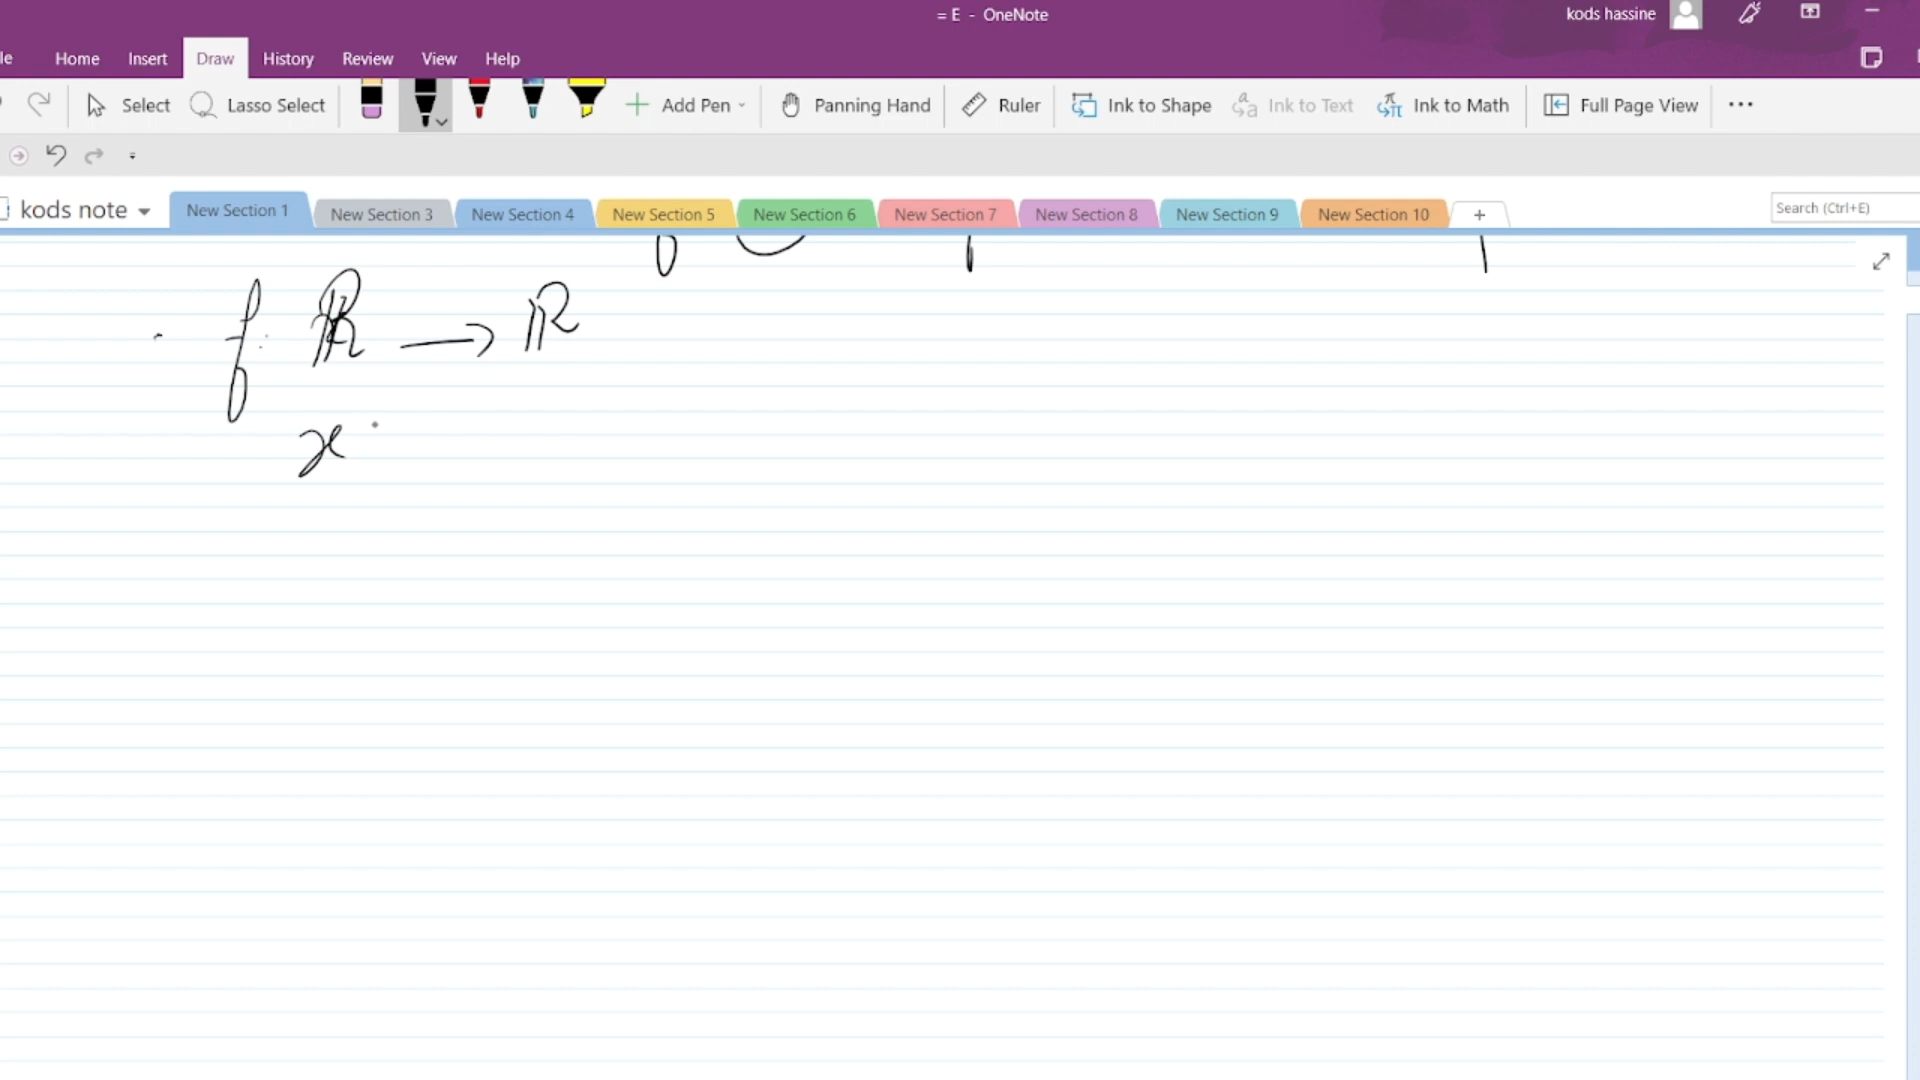 = E - OneNote kods hassine
le Home Insert Draw History Review View Help
Select Lasso Select Add Pen Panning Hand Ruler Ink to Shape Ink to Text Ink to Math Full Page View
kods note New Section 1 New Section 3 New Section 4 New Section 5 New Section 6 New Section 7 New Section 8 New Section 9 New Section 10 + Search (Ctrl+E)
f: ℝ → ℝ
x